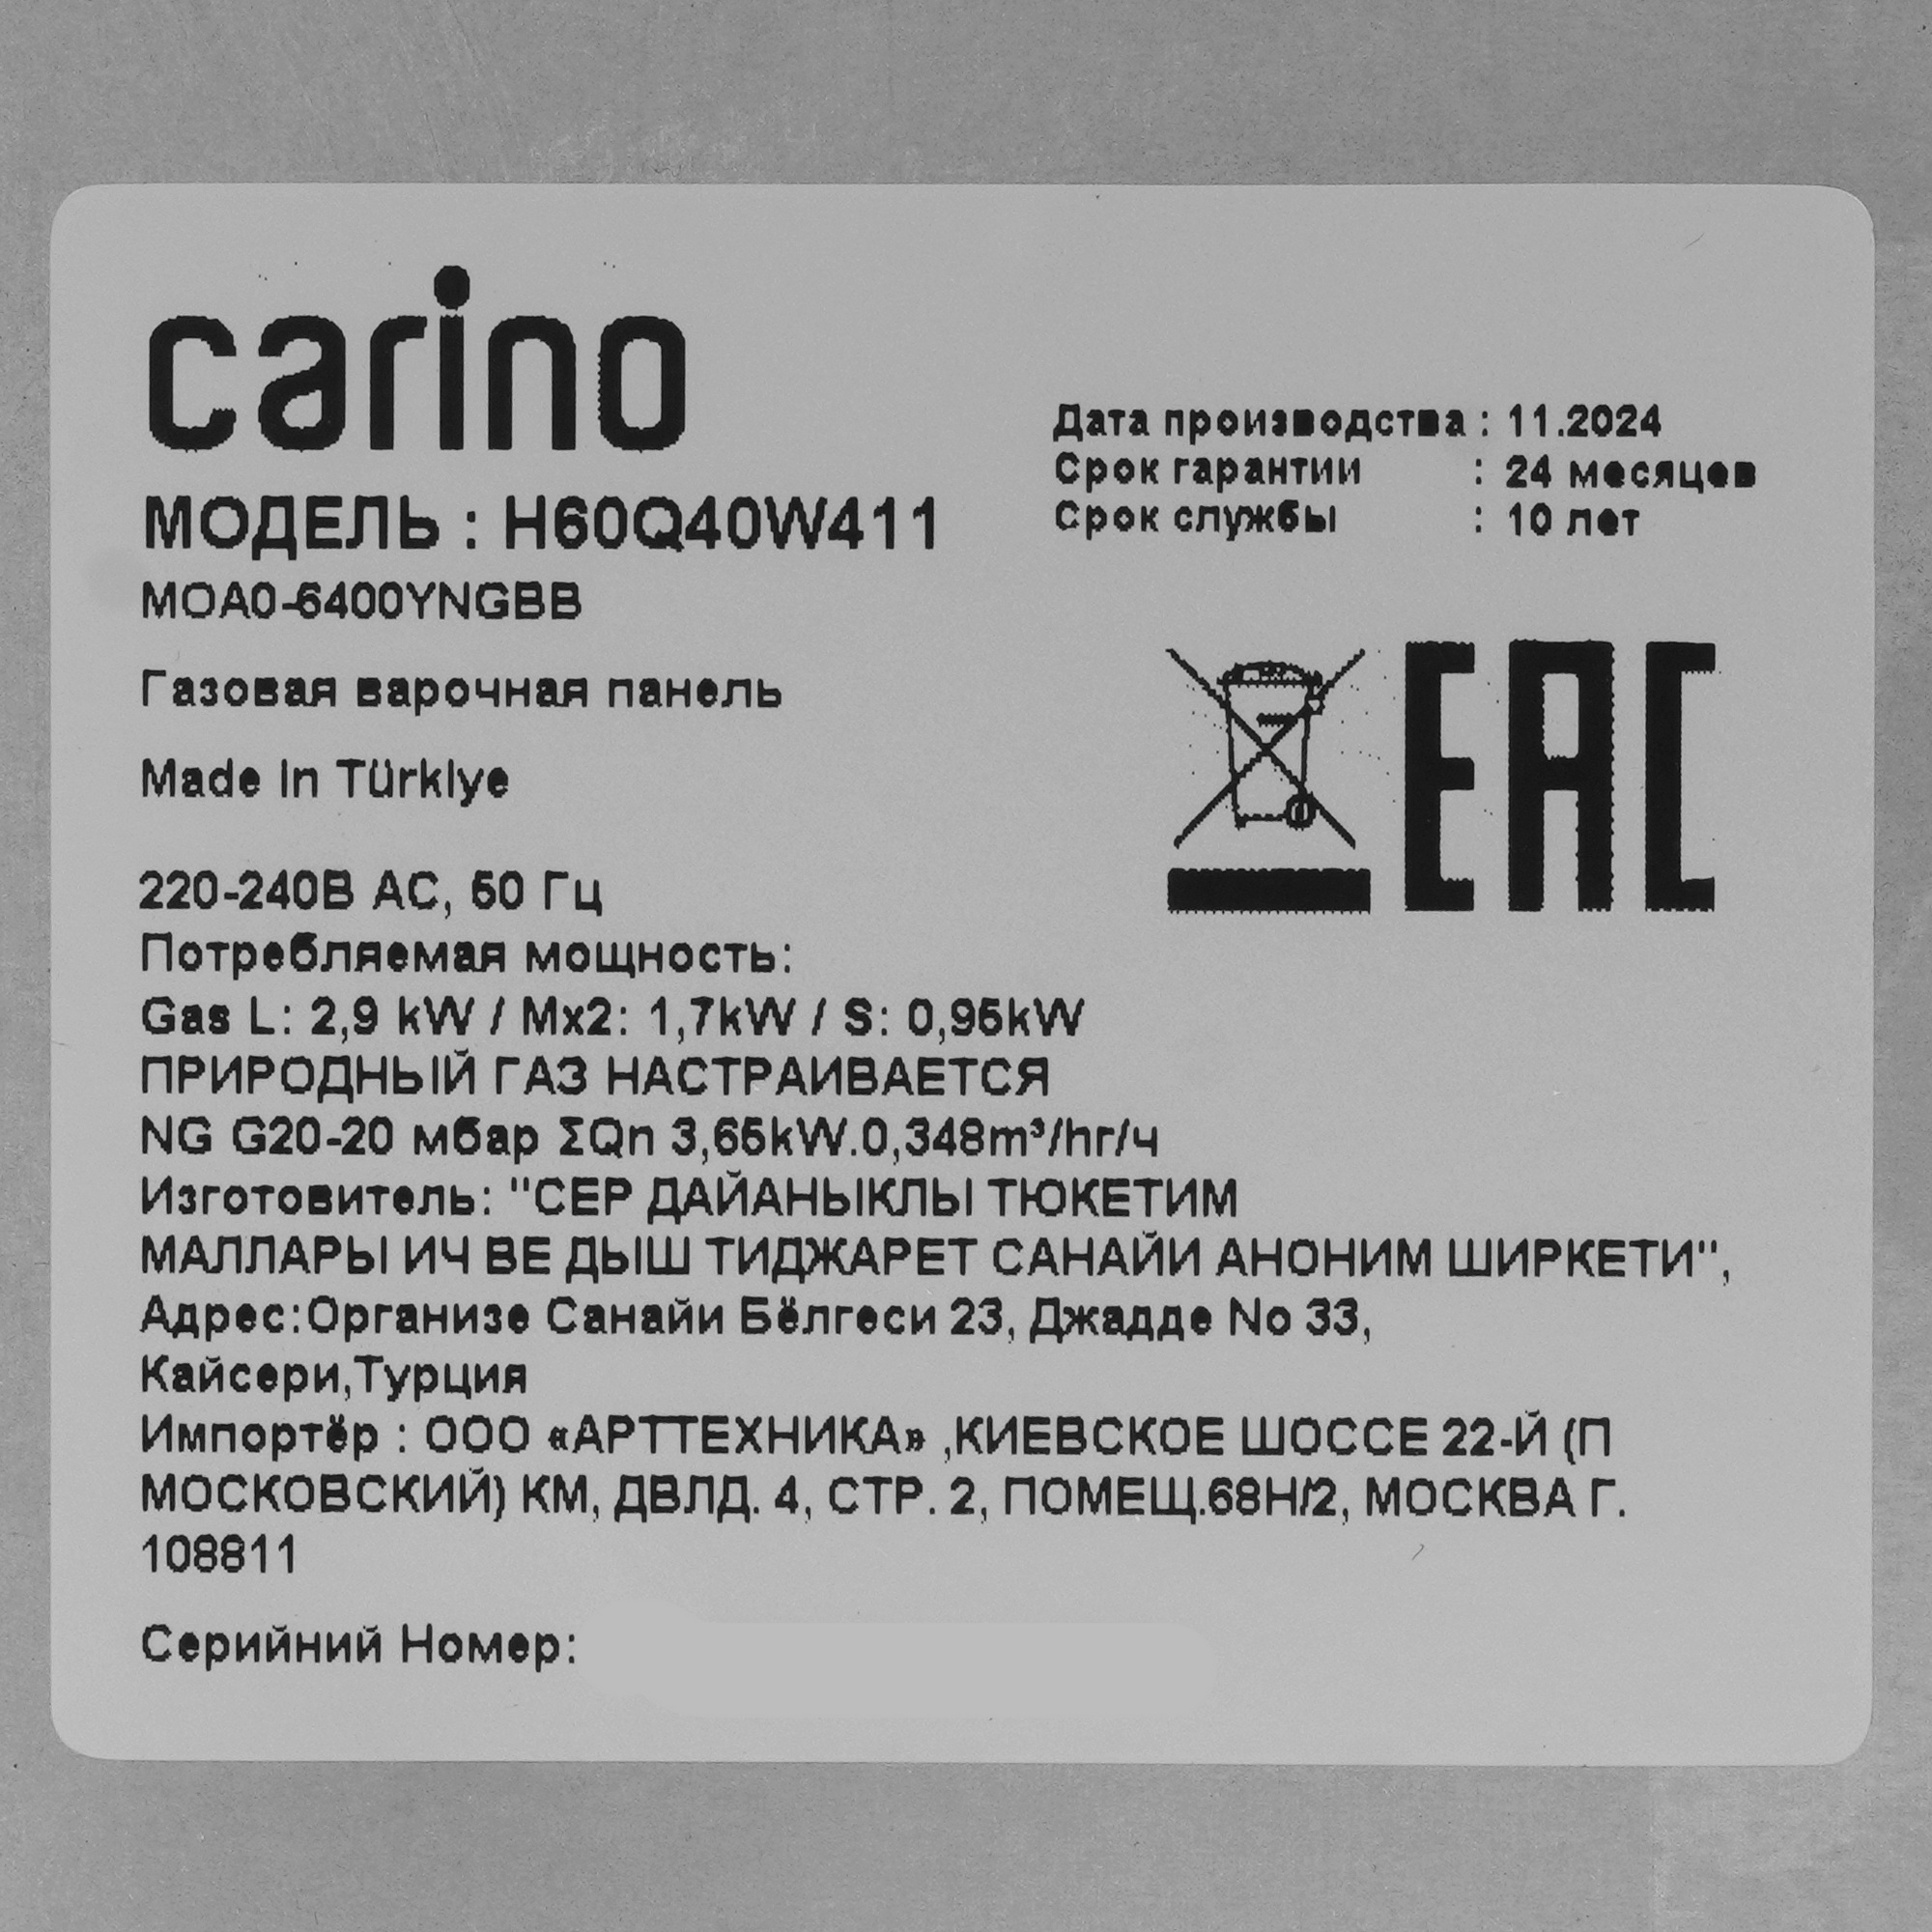 carino
МОДЕЛЬ : H60Q40W411
MOA0-6400YNGBB
Дата производства : 11.2024
Срок гарантии : 24 месяцев
Срок службы : 10 лет
Газовая варочная панель
Made In Türkiye
EAC
220-240В AC, 50 Гц
Потребляемая мощность:
Gas L: 2,9 kW / Mx2: 1,7kW / S: 0,95kW
ПРИРОДНЫЙ ГАЗ НАСТРАИВАЕТСЯ
NG G20-20 мбар ΣQn 3,65kW.0,348m³/hr/ч
Изготовитель: "СЕР ДАЙАНЫКЛЫ ТЮКЕТИМ
МАЛЛАРЫ ИЧ ВЕ ДЫШ ТИДЖАРЕТ САНАЙИ АНОНИМ ШИРКЕТИ",
Адрес:Организе Санайи Бёлгеси 23, Джадде No 33,
Кайсери,Турция
Импортёр : ООО «АРТТЕХНИКА» ,КИЕВСКОЕ ШОССЕ 22-Й (П
МОСКОВСКИЙ) КМ, ДВЛД. 4, СТР. 2, ПОМЕЩ.68Н/2, МОСКВА Г.
108811
Серийний Номер: